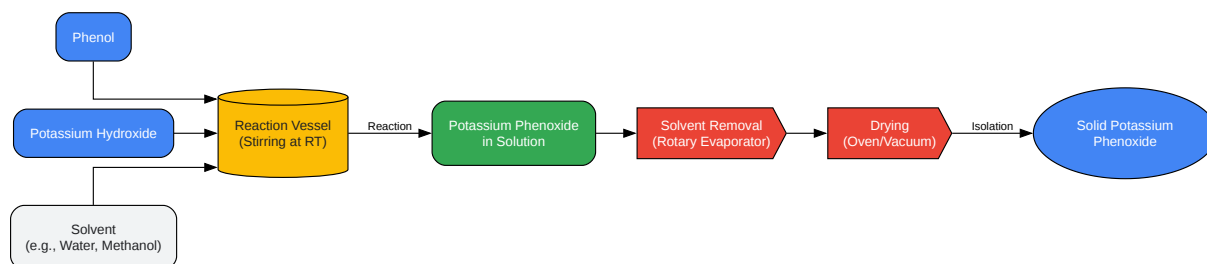 Phenol
Potassium Hydroxide
Solvent
(e.g., Water, Methanol)
Reaction Vessel
(Stirring at RT)
Reaction
Potassium Phenoxide
in Solution
Solvent Removal
(Rotary Evaporator)
Drying
(Oven/Vacuum)
Isolation
Solid Potassium
Phenoxide